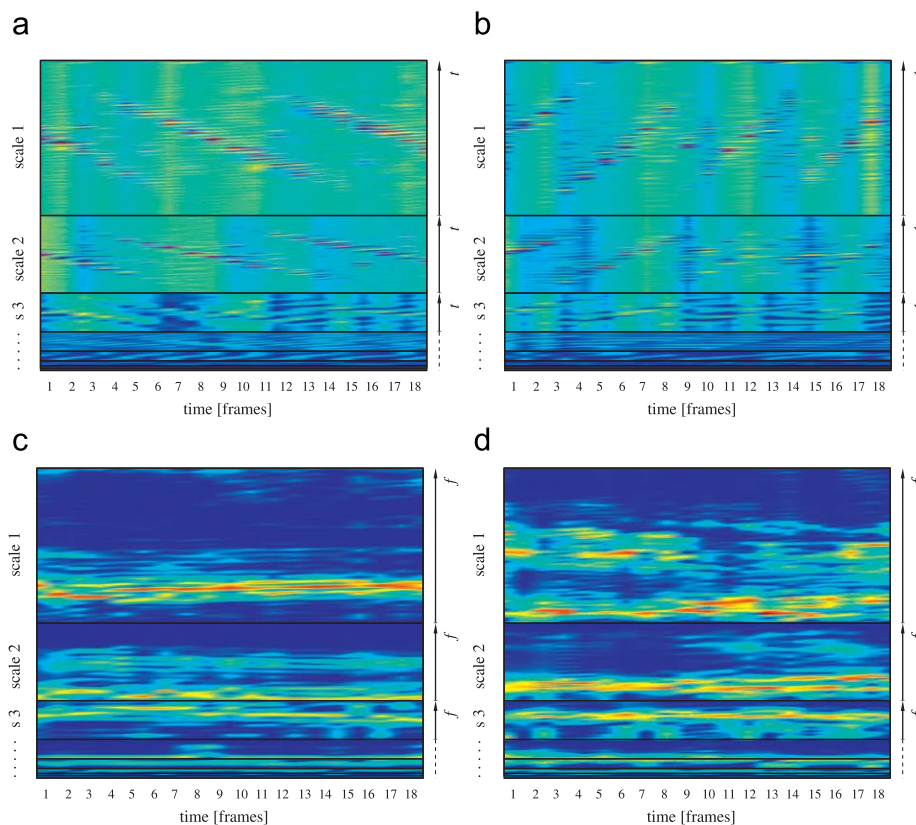 a
scale 1
scale 2
s 3
. . . . .
t
t
t
1 2 3 4 5 6 7 8 9 10 11 12 13 14 15 16 17 18
time [frames]
b
scale 1
scale 2
s 3
. . . . .
1 2 3 4 5 6 7 8 9 10 11 12 13 14 15 16 17 18
time [frames]
c
scale 1
scale 2
s 3
. . . . .
f
f
f
1 2 3 4 5 6 7 8 9 10 11 12 13 14 15 16 17 18
time [frames]
d
scale 1
scale 2
s 3
. . . . .
f
f
f
1 2 3 4 5 6 7 8 9 10 11 12 13 14 15 16 17 18
time [frames]